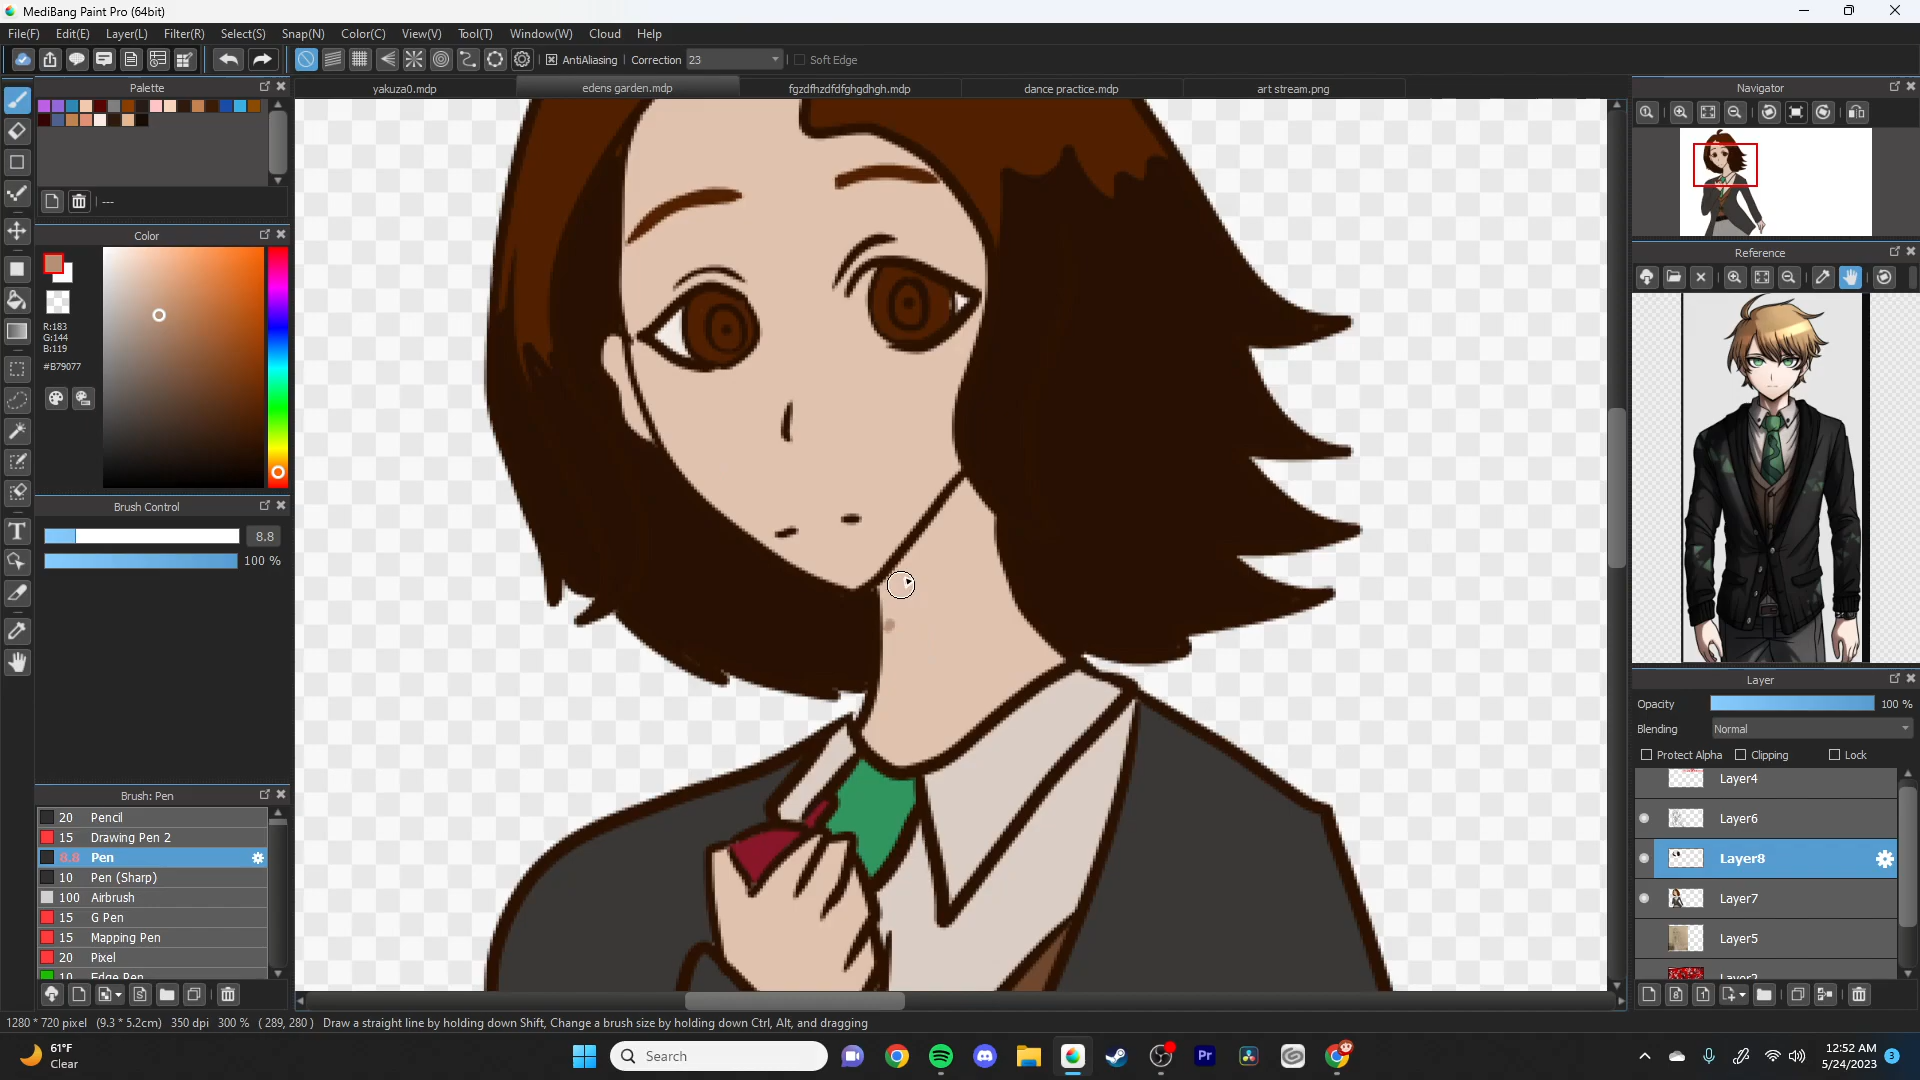 MediBang Paint Pro (64bit)
File(F) Edit(E) Layer(L) Filter(R) Select(S) Snap(N) Color(C) View(V) Tool(T) Window(W) Cloud Help
AntiAliasing Correction 23 Soft Edge
Palette
yakuza0.mdp edens garden.mdp fgzdfhzdfdfghgdhgh.mdp dance practice.mdp art stream.png
Navigator
---
Color
R:183
G:144
B:119
#B79077
Reference
Brush Control
8.8
100 %
T
Layer
Opacity 100 %
Blending Normal
Protect Alpha Clipping Lock
Layer4
Layer6
Layer8
Layer7
Layer5
Layer2
Brush: Pen
20 Pencil
15 Drawing Pen 2
8.8 Pen
10 Pen (Sharp)
100 Airbrush
15 G Pen
15 Mapping Pen
20 Pixel
10 Edge Pen
1280 * 720 pixel (9.3 * 5.2cm) 350 dpi 300 % ( 289, 280 ) Draw a straight line by holding down Shift, Change a brush size by holding down Ctrl, Alt, and dragging
61°F
Clear
Search
Pr
12:52 AM
5/24/2023
3